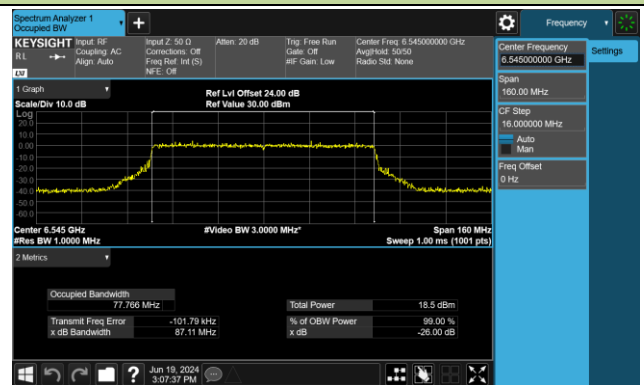 Spectrum Analyzer 1
Occupied BW
Frequency
KEYSIGHT
Input: RF
Coupling: AC
Align: Auto
RL
LXI
Input Z: 50 Ω
Corrections: Off
Freq Ref: Int (S)
NFE: Off
Atten: 20 dB
Trig: Free Run
Gate: Off
#IF Gain: Low
Center Freq: 6.545000000 GHz
Avg|Hold: 50/50
Radio Std: None
Center Frequency
6.545000000 GHz
Settings
Span
160.00 MHz
CF Step
16.000000 MHz
Auto
Man
Freq Offset
0 Hz
1 Graph
Scale/Div 10.0 dB
Ref Lvl Offset 24.00 dB
Ref Value 30.00 dBm
Log
20.0
10.0
0.00
-10.0
-20.0
-30.0
-40.0
-50.0
-60.0
Center 6.545 GHz
#Res BW 1.0000 MHz
#Video BW 3.0000 MHz*
Span 160 MHz
Sweep 1.00 ms (1001 pts)
2 Metrics
Occupied Bandwidth
77.766 MHz
Total Power 18.5 dBm
Transmit Freq Error -101.79 kHz
% of OBW Power 99.00 %
x dB Bandwidth 87.11 MHz
x dB -26.00 dB
?
Jun 19, 2024
3:07:37 PM